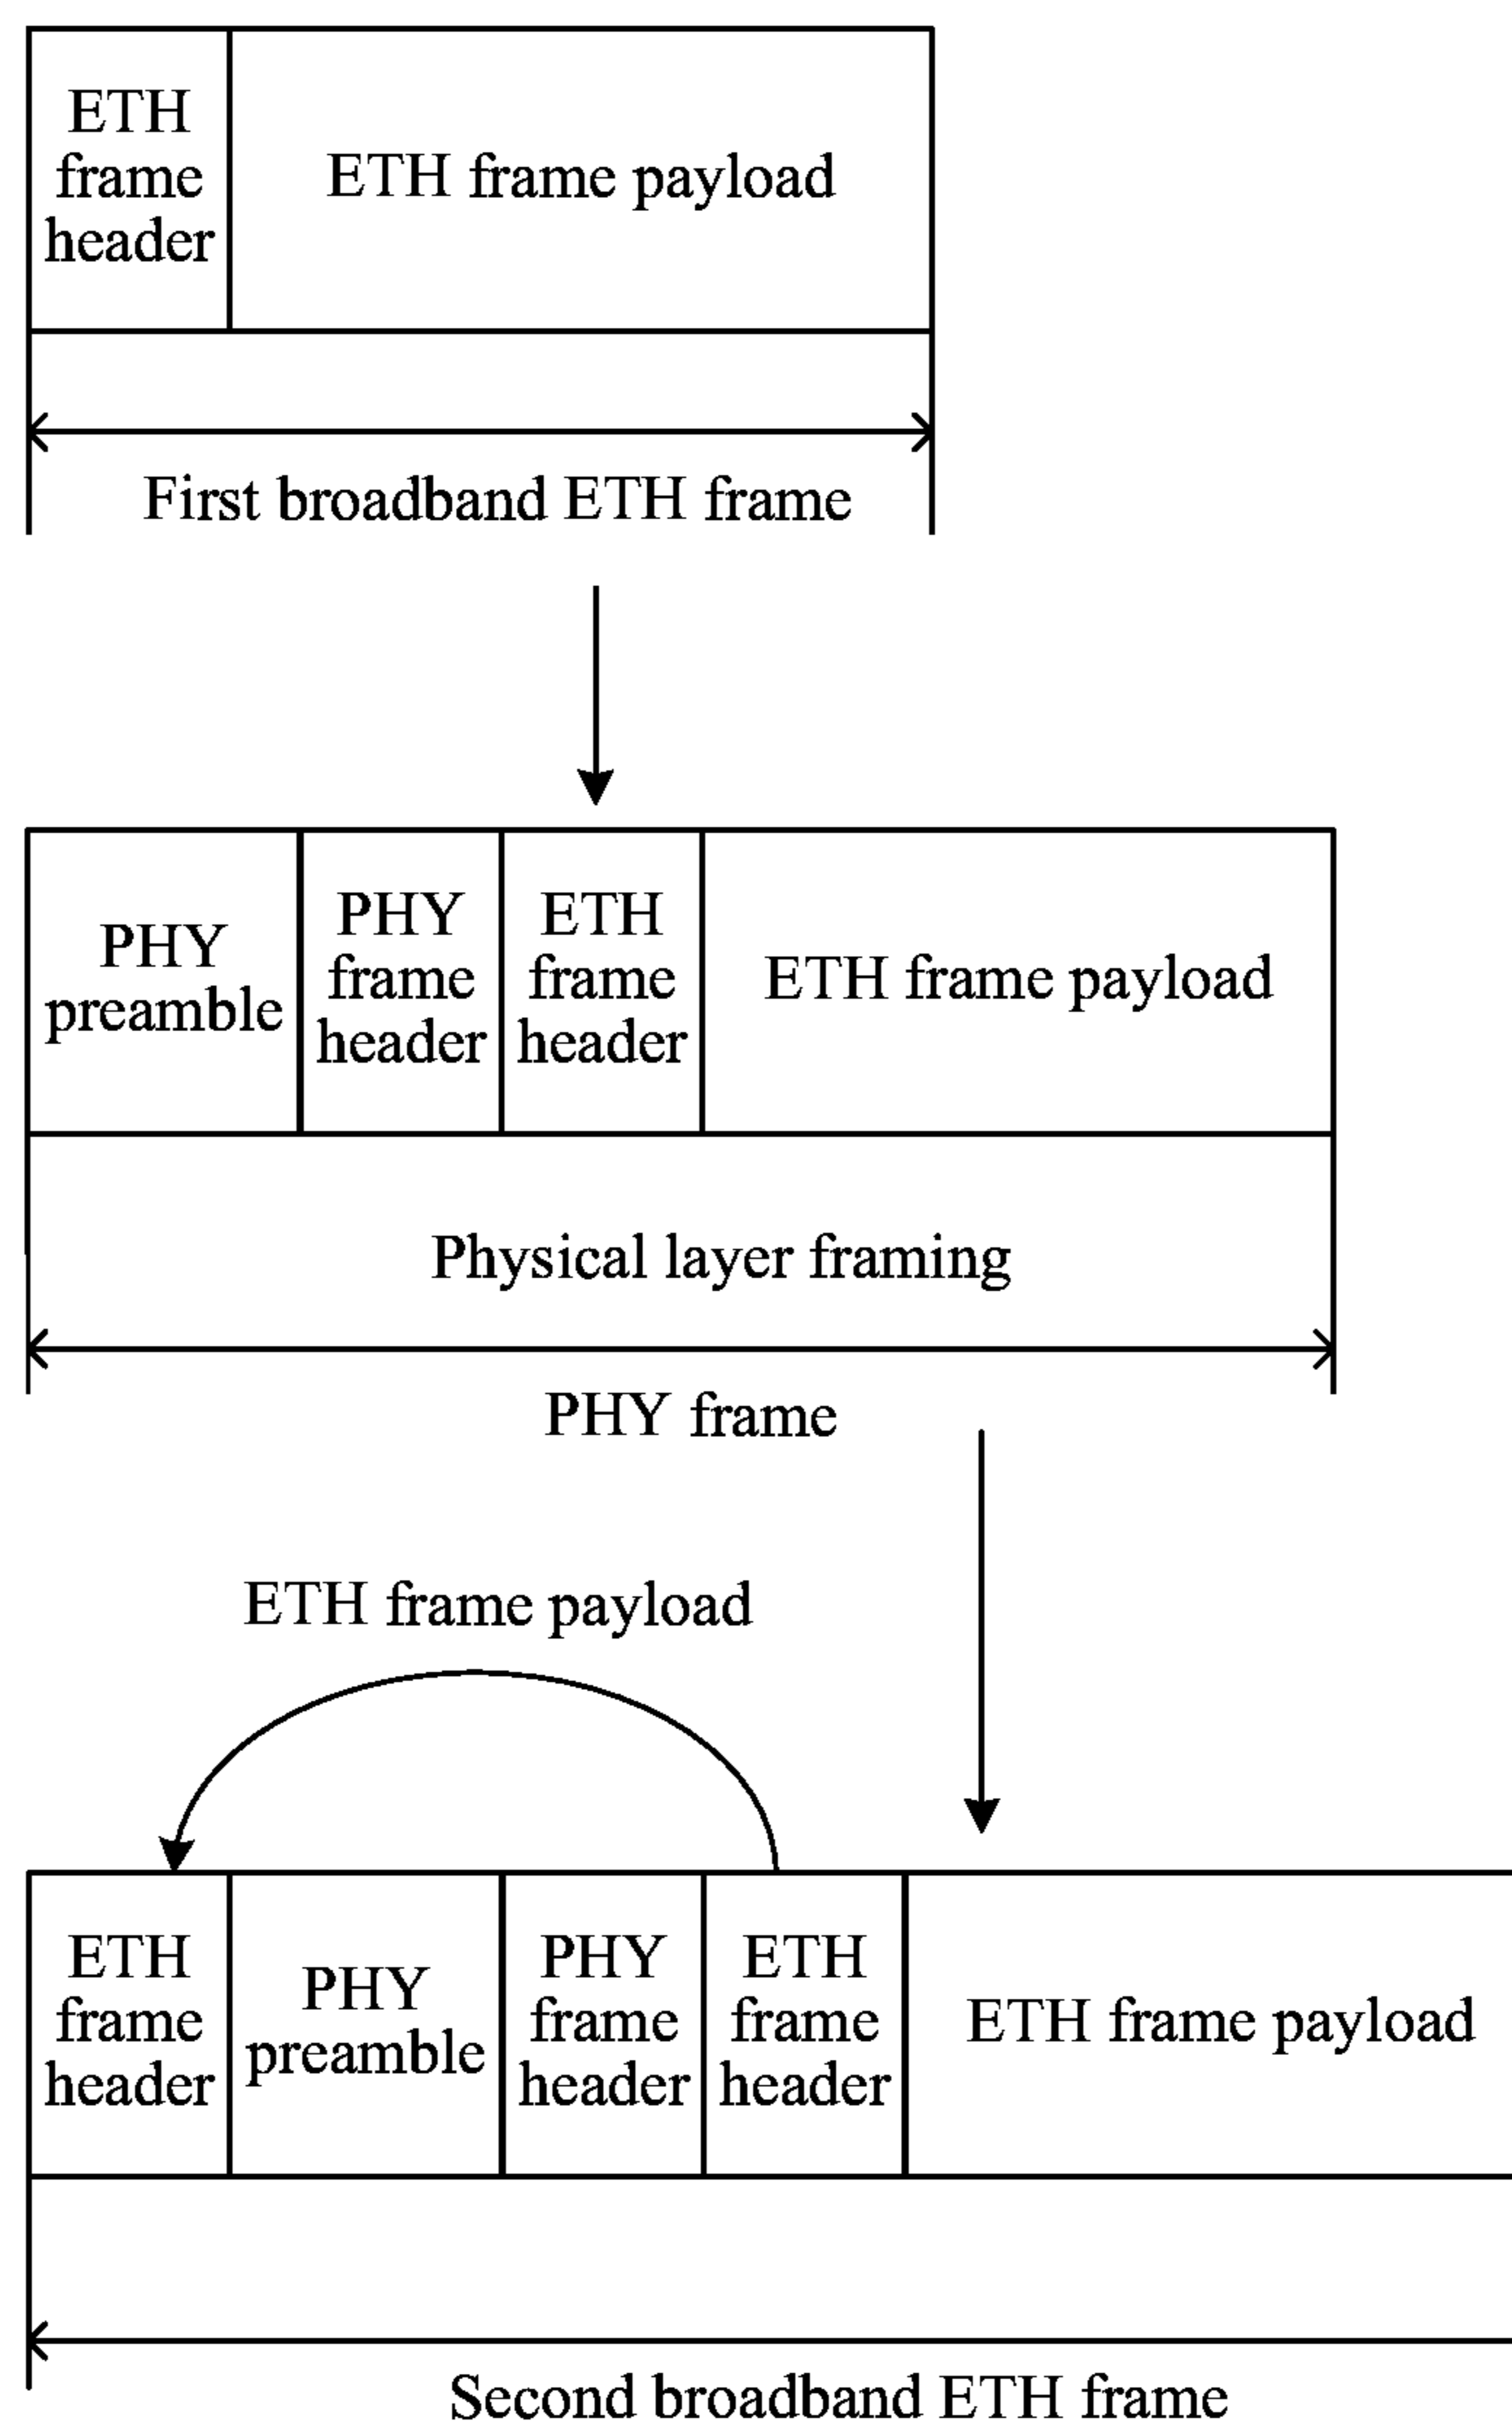 ETH
frame
header
ETH frame payload
First broadband ETH frame
PHY
preamble
PHY
frame
header
ETH
frame
header
ETH frame payload
Physical layer framing
PHY frame
ETH frame payload
ETH
frame
header
PHY
preamble
PHY
frame
header
ETH
frame
header
ETH frame payload
Second broadband ETH frame